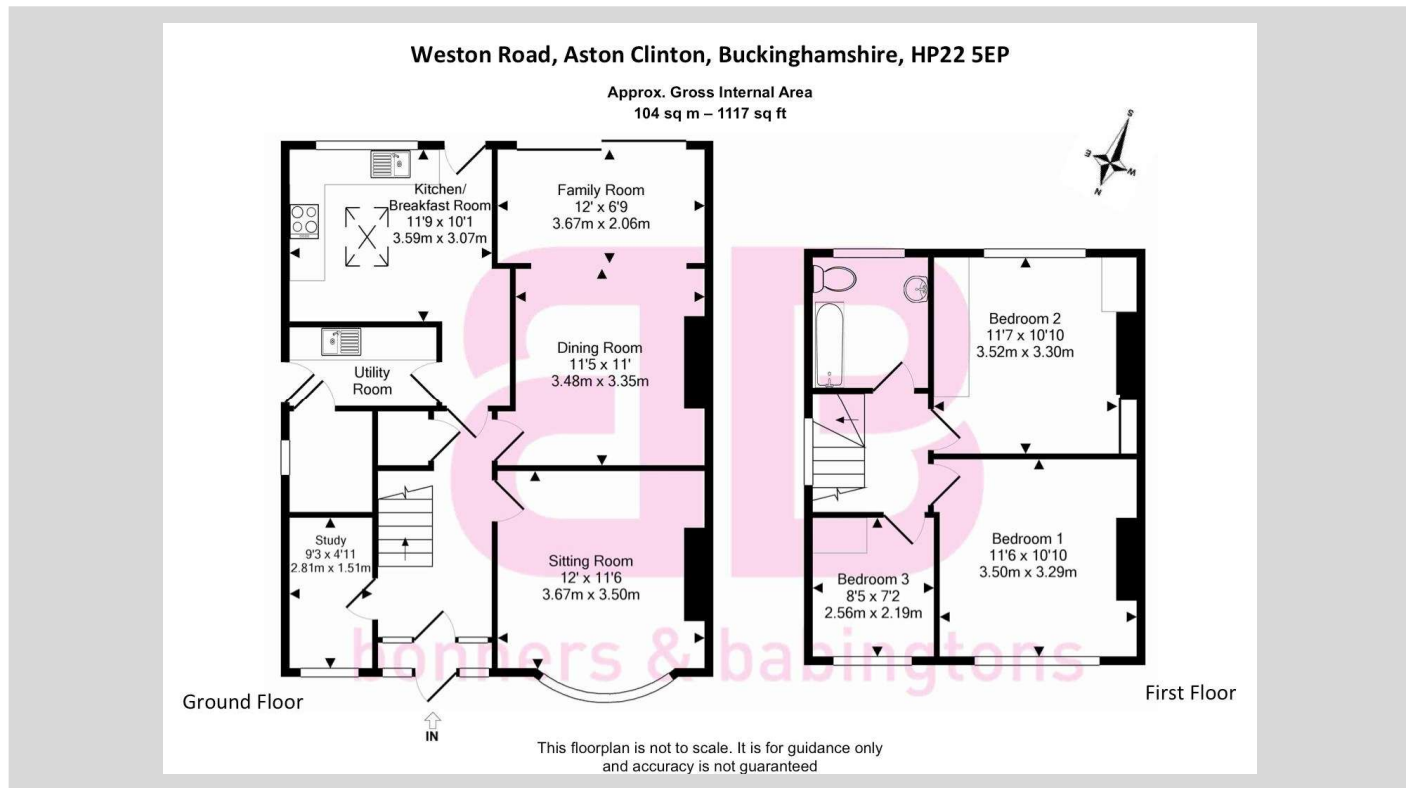 Weston Road, Aston Clinton, Buckinghamshire, HP22 5EP
Approx. Gross Internal Area
104 sq m – 1117 sq ft
S
E
W
N
Kitchen/
Breakfast Room
11'9 x 10'1
3.59m x 3.07m
Family Room
12' x 6'9
3.67m x 2.06m
Dining Room
11'5 x 11'
3.48m x 3.35m
Utility
Room
Study
9'3 x 4'11
2.81m x 1.51m
Sitting Room
12' x 11'6
3.67m x 3.50m
Bedroom 2
11'7 x 10'10
3.52m x 3.30m
Bedroom 1
11'6 x 10'10
3.50m x 3.29m
Bedroom 3
8'5 x 7'2
2.56m x 2.19m
B
bonners & babingtons
Ground Floor
First Floor
IN
This floorplan is not to scale. It is for guidance only
and accuracy is not guaranteed